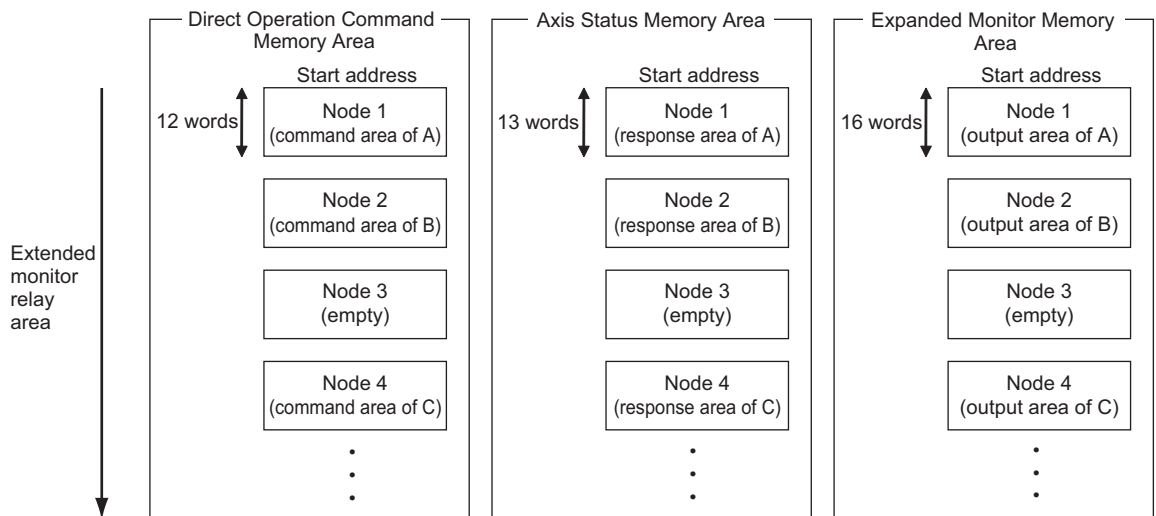 Direct Operation Command
Memory Area
Start address
12 words
Node 1
(command area of A)
Node 2
(command area of B)
Node 3
(empty)
Node 4
(command area of C)
Axis Status Memory Area
Start address
13 words
Node 1
(response area of A)
Node 2
(response area of B)
Node 3
(empty)
Node 4
(response area of C)
Expanded Monitor Memory
Area
Start address
16 words
Node 1
(output area of A)
Node 2
(output area of B)
Node 3
(empty)
Node 4
(output area of C)
Extended
monitor
relay
area